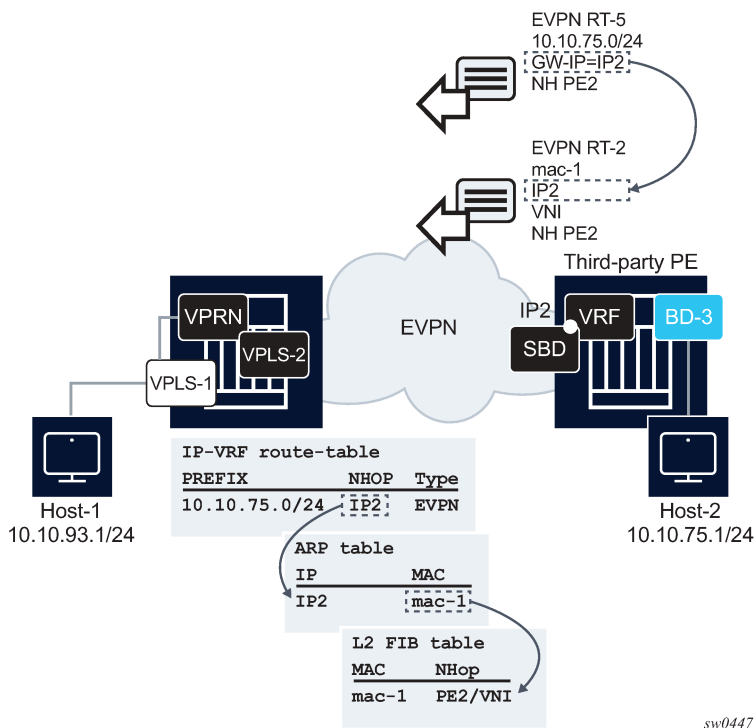 EVPN RT-5
10.10.75.0/24
GW-IP=IP2
NH PE2
EVPN RT-2
mac-1
IP2
VNI
NH PE2
Third-party PE
EVPN
IP2
VPRN
VRF
BD-3
VPLS-2
SBD
VPLS-1
IP-VRF route-table
PREFIX NHOP Type
10.10.75.0/24 IP2 EVPN
Host-1
10.10.93.1/24
Host-2
10.10.75.1/24
ARP table
IP MAC
IP2 mac-1
L2 FIB table
MAC NHop
mac-1 PE2/VNI
sw0447